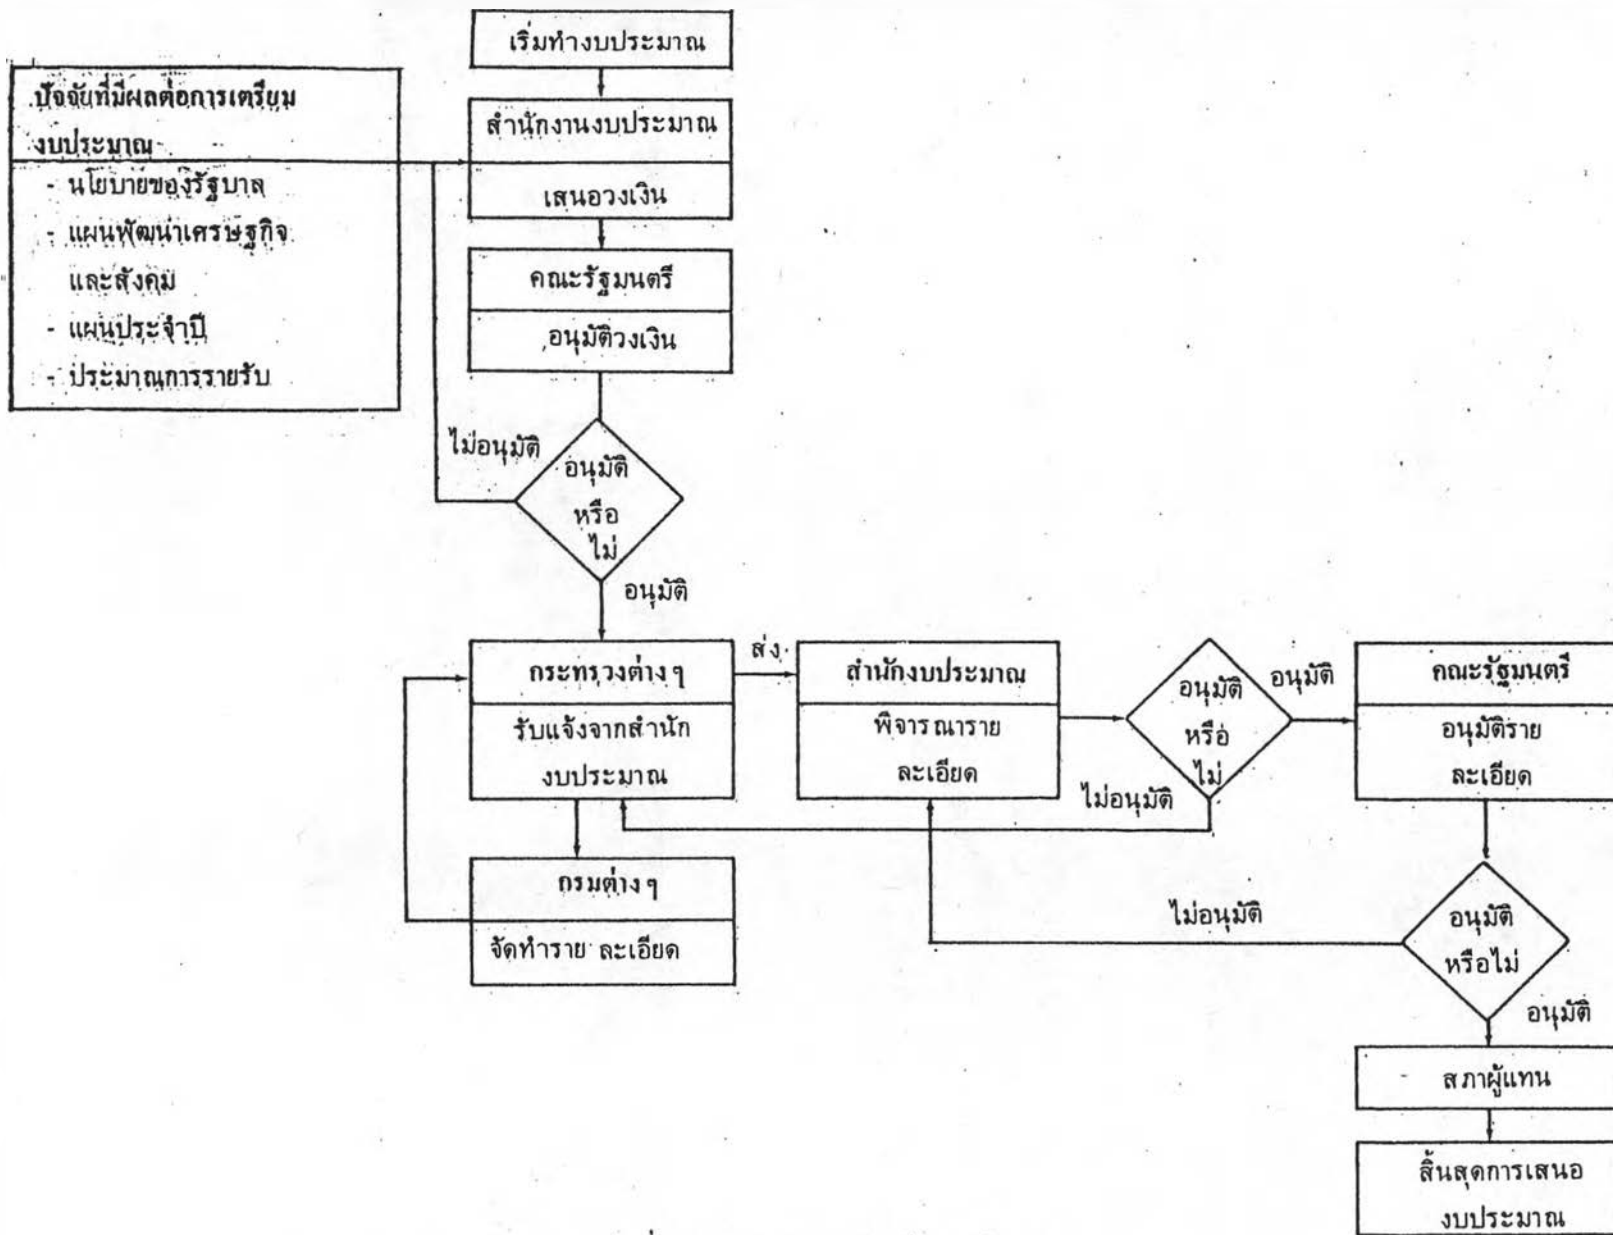 เริ่มทำงบประมาณ
ปัจจัยที่มีผลต่อการเตรียม
งบประมาณ
- นโยบายของรัฐบาล
- แผนพัฒนาเศรษฐกิจ
และสังคม
- แผนประจำปี
- ประมาณการรายรับ
สำนักงานงบประมาณ
เสนอวงเงิน
คณะรัฐมนตรี
อนุมัติวงเงิน
ไม่อนุมัติ
อนุมัติ
หรือ
ไม่
อนุมัติ
กระทรวงต่าง ๆ
รับแจ้งจากสำนัก
งบประมาณ
ส่ง
สำนักงบประมาณ
พิจารณาราย
ละเอียด
อนุมัติ
หรือ
ไม่
อนุมัติ
ไม่อนุมัติ
คณะรัฐมนตรี
อนุมัติราย
ละเอียด
กรมต่าง ๆ
จัดทำราย ละเอียด
ไม่อนุมัติ
อนุมัติ
หรือไม่
อนุมัติ
สภาผู้แทน
สิ้นสุดการเสนอ
งบประมาณ